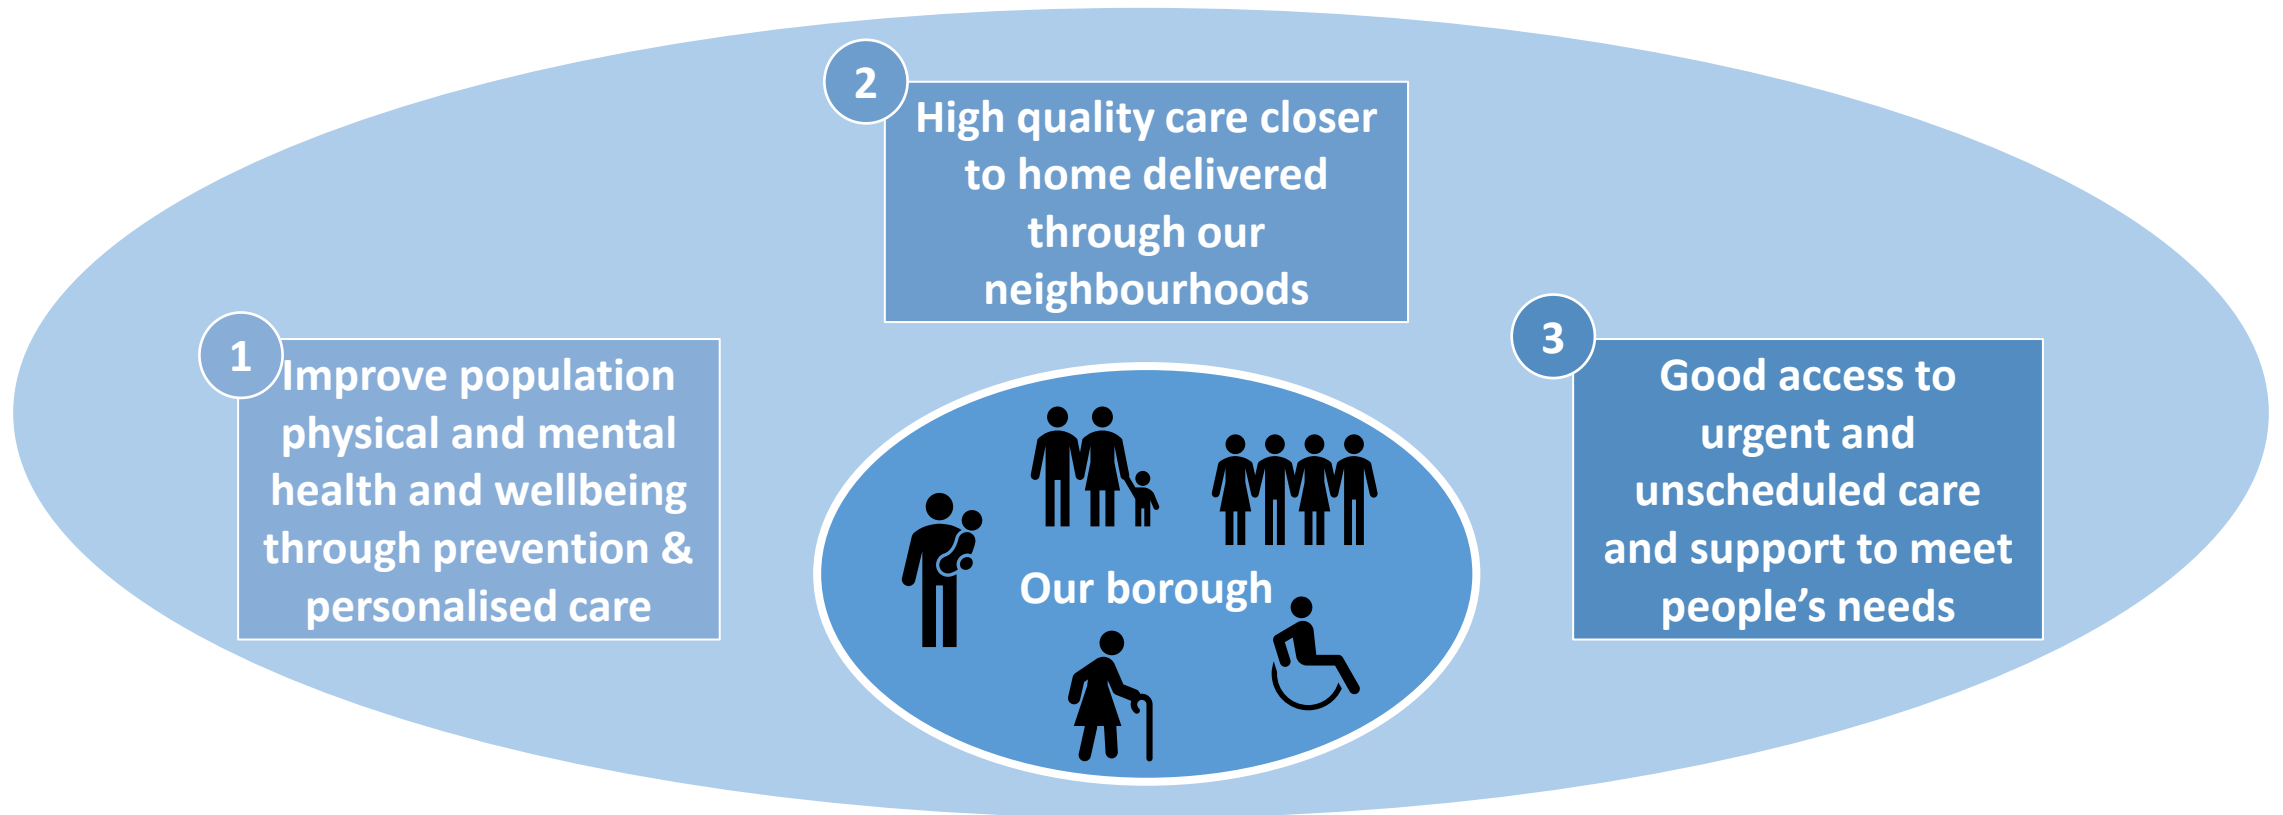 1
Improve population
physical and mental
health and wellbeing
through prevention &
personalised care
2
High quality care closer
to home delivered
through our
neighbourhoods
3
Good access to
urgent and
unscheduled care
and support to meet
people’s needs
Our borough